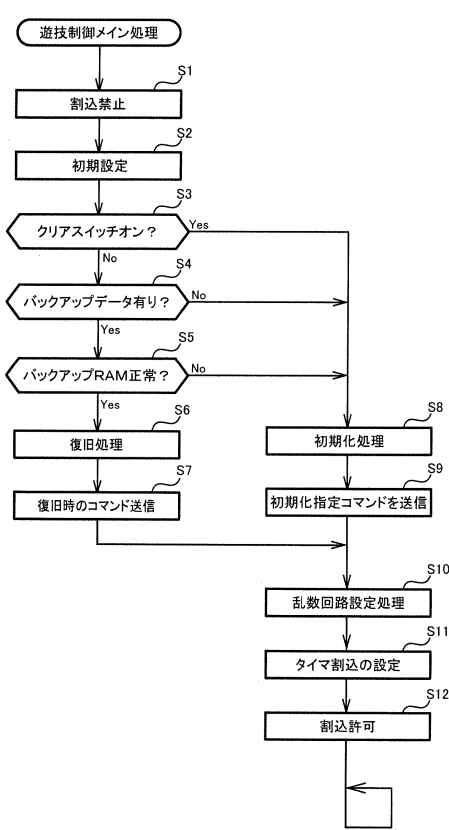 遊技制御メイン処理
S1
割込禁止
S2
初期設定
S3
クリアスイッチオン？
Yes
No
S4
バックアップデータ有り？
No
Yes
S5
バックアップRAM正常？
No
Yes
S6
復旧処理
S7
復旧時のコマンド送信
S8
初期化処理
S9
初期化指定コマンドを送信
S10
乱数回路設定処理
S11
タイマ割込の設定
S12
割込許可